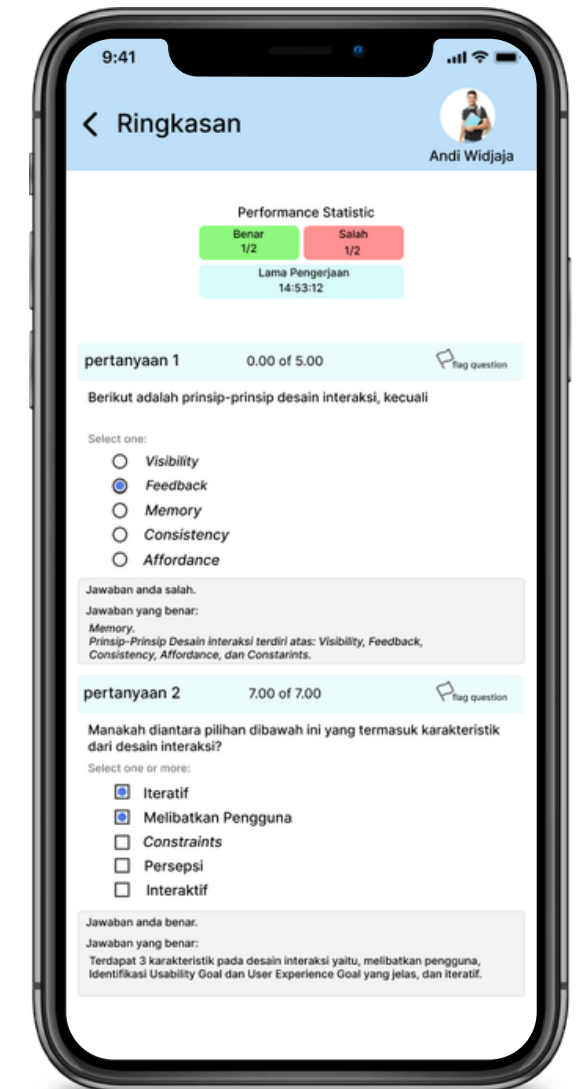 9:41
Ringkasan
Andi Widjaja
Performance Statistic
Benar
1/2
Salah
1/2
Lama Pengerjaan
14:53:12
pertanyaan 1
0.00 of 5.00
flag question
Berikut adalah prinsip-prinsip desain interaksi, kecuali
Select one:
Visibility
Feedback
Memory
Consistency
Affordance
Jawaban anda salah.
Jawaban yang benar:
Memory.
Prinsip-Prinsip Desain interaksi terdiri atas: Visibility, Feedback,
Consistency, Affordance, dan Constarints.
pertanyaan 2
7.00 of 7.00
flag question
Manakah diantara pilihan dibawah ini yang termasuk karakteristik
dari desain interaksi?
Select one or more:
Iteratif
Melibatkan Pengguna
Constraints
Persepsi
Interaktif
Jawaban anda benar.
Jawaban yang benar:
Terdapat 3 karakteristik pada desain interaksi yaitu, melibatkan pengguna,
Identifikasi Usability Goal dan User Experience Goal yang jelas, dan iteratif.